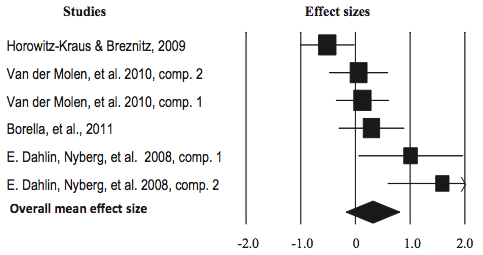 Studies Effect sizes
Horowitz-Kraus & Breznitz, 2009
Van der Molen, et al. 2010, comp. 2
Van der Molen, et al. 2010, comp. 1
Borella, et al., 2011
E. Dahlin, Nyberg, et al. 2008, comp. 1
E. Dahlin, Nyberg, et al. 2008, comp. 2
Overall mean effect size
-2.0 -1.0 0 1.0 2.0